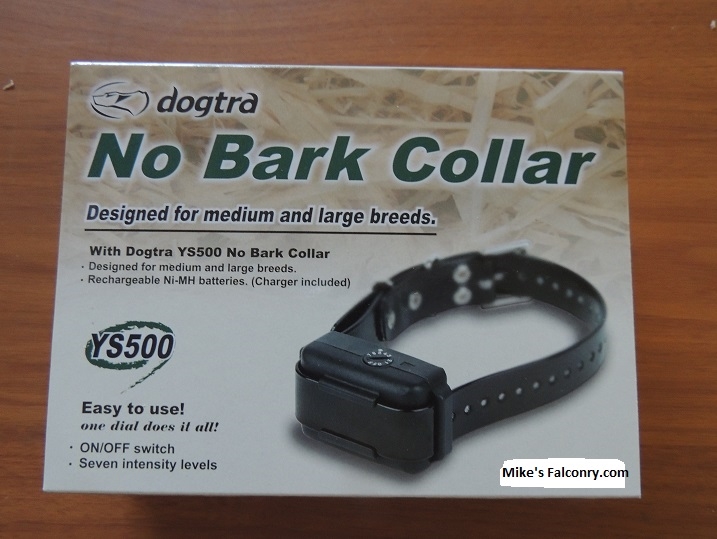 dogtra
No Bark Collar
Designed for medium and large breeds.
With Dogtra YS500 No Bark Collar
· Designed for medium and large breeds.
· Rechargeable Ni-MH batteries. (Charger included)
YS500
Easy to use!
one dial does it all!
· ON/OFF switch
· Seven intensity levels
Mike's Falconry.com